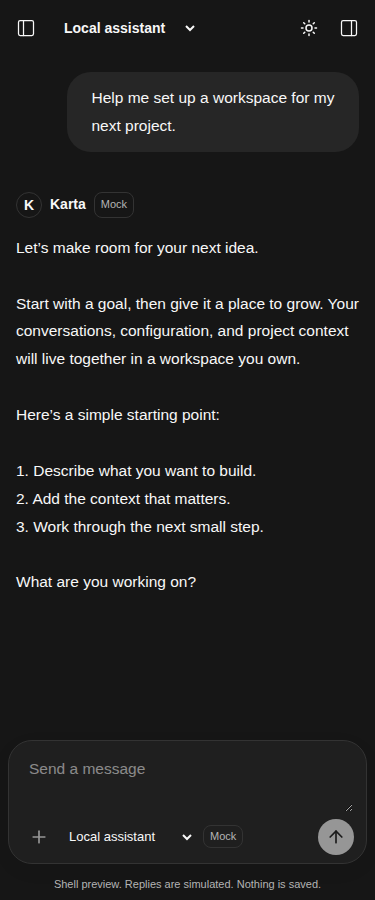 Local assistant
Help me set up a workspace for my
next project.
K Karta Mock
Let’s make room for your next idea.
Start with a goal, then give it a place to grow. Your
conversations, configuration, and project context
will live together in a workspace you own.
Here’s a simple starting point:
1. Describe what you want to build.
2. Add the context that matters.
3. Work through the next small step.
What are you working on?
Send a message
Local assistant Mock
Shell preview. Replies are simulated. Nothing is saved.